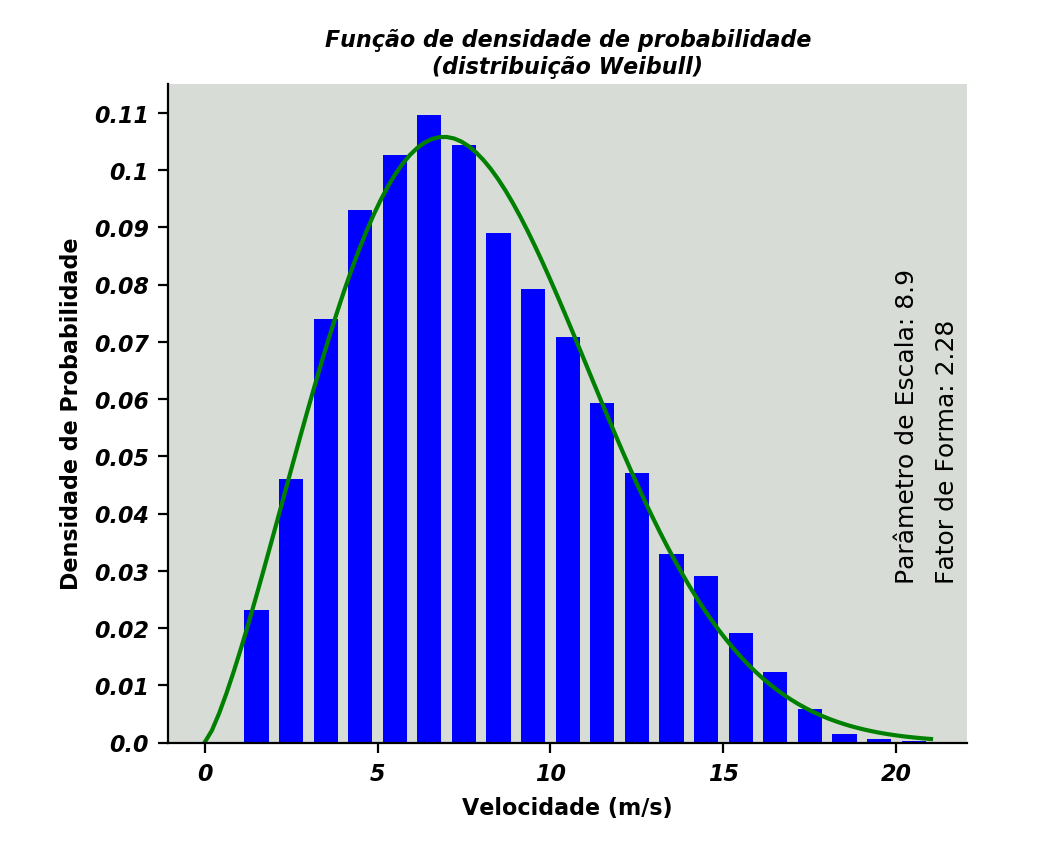 Função de densidade de probabilidade
(distribuição Weibull)
0.11
0.1
0.09
0.08
0.07
0.06
0.05
0.04
0.03
0.02
0.01
0.0
Densidade de Probabilidade
Parâmetro de Escala: 8.9
Fator de Forma: 2.28
0
5
10
15
20
Velocidade (m/s)